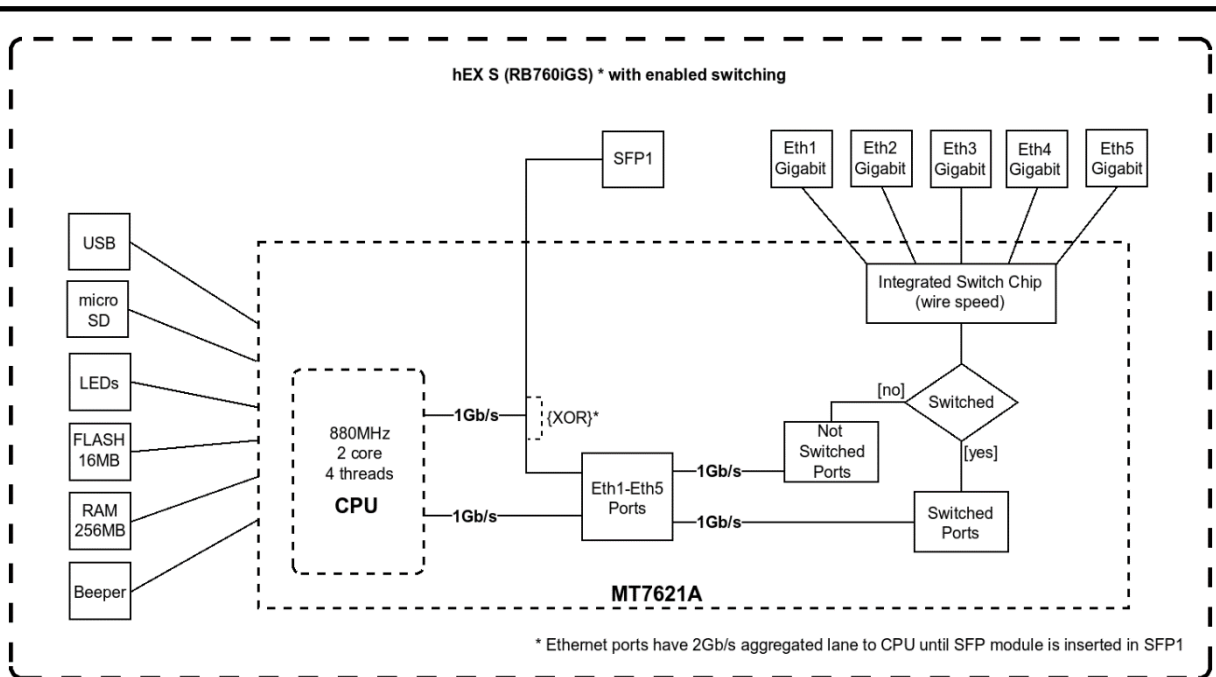 hEX S (RB760iGS) * with enabled switching
SFP1
Eth1
Gigabit
Eth2
Gigabit
Eth3
Gigabit
Eth4
Gigabit
Eth5
Gigabit
USB
micro
SD
LEDs
FLASH
16MB
RAM
256MB
Beeper
Integrated Switch Chip
(wire speed)
[no]
Switched
[yes]
880MHz
2 core
4 threads
CPU
1Gb/s
{XOR}*
1Gb/s
Eth1-Eth5
Ports
1Gb/s
1Gb/s
Not
Switched
Ports
Switched
Ports
MT7621A
* Ethernet ports have 2Gb/s aggregated lane to CPU until SFP module is inserted in SFP1